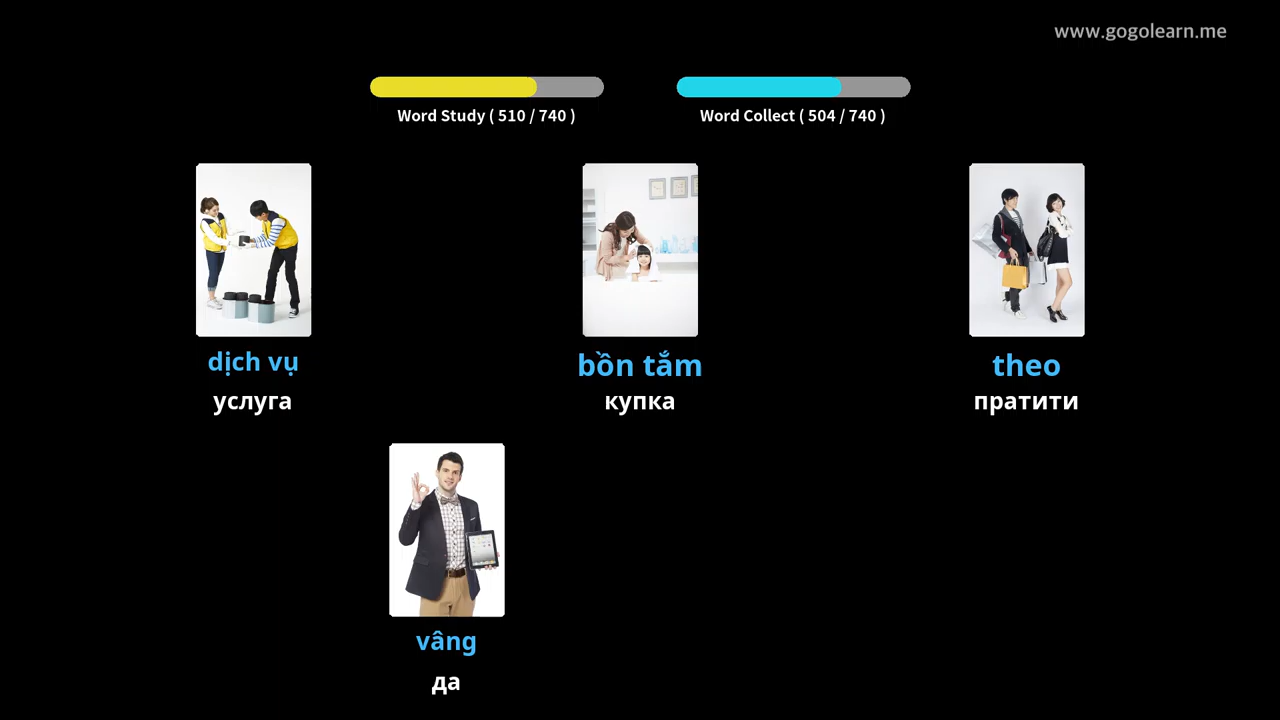 www.gogolearn.me
Word Study ( 510 / 740 )
Word Collect ( 504 / 740 )
dịch vụ
услуга
bồn tắm
купка
theo
пратити
vâng
да